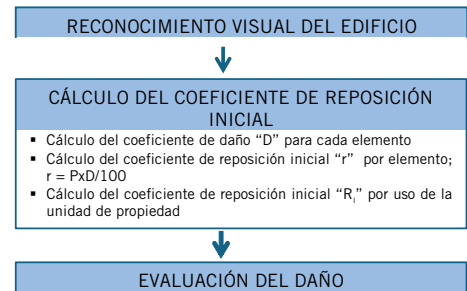 RECONOCIMIENTO VISUAL DEL EDIFICIO
CÁLCULO DEL COEFICIENTE DE REPOSICIÓN
INICIAL
▪ Cálculo del coeficiente de daño “D” para cada elemento
▪ Cálculo del coeficiente de reposición inicial “r” por elemento;
r = PxD/100
▪ Cálculo del coeficiente de reposición inicial “Rᵢ” por uso de la
unidad de propiedad
EVALUACIÓN DEL DAÑO